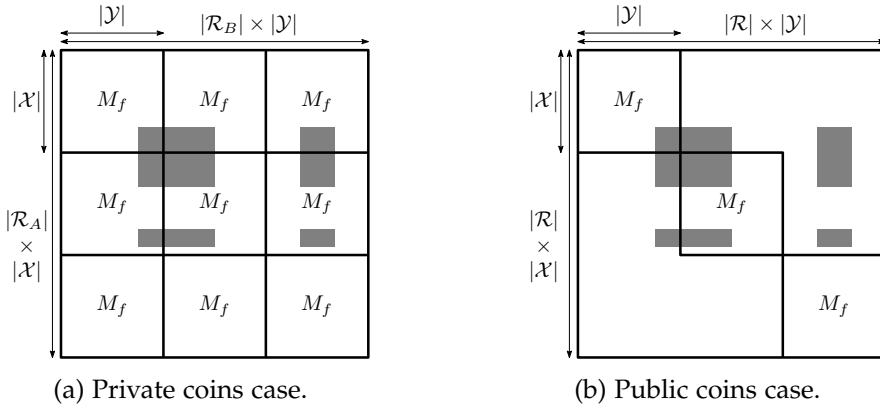 |𝒴|
|ℛ_B| × |𝒴|
|𝒳|
M_f M_f M_f
|ℛ_A|
×
|𝒳|
M_f M_f M_f
M_f M_f M_f
(a) Private coins case.
|𝒴|
|ℛ| × |𝒴|
|𝒳|
M_f
|ℛ|
×
|𝒳|
M_f
M_f
(b) Public coins case.